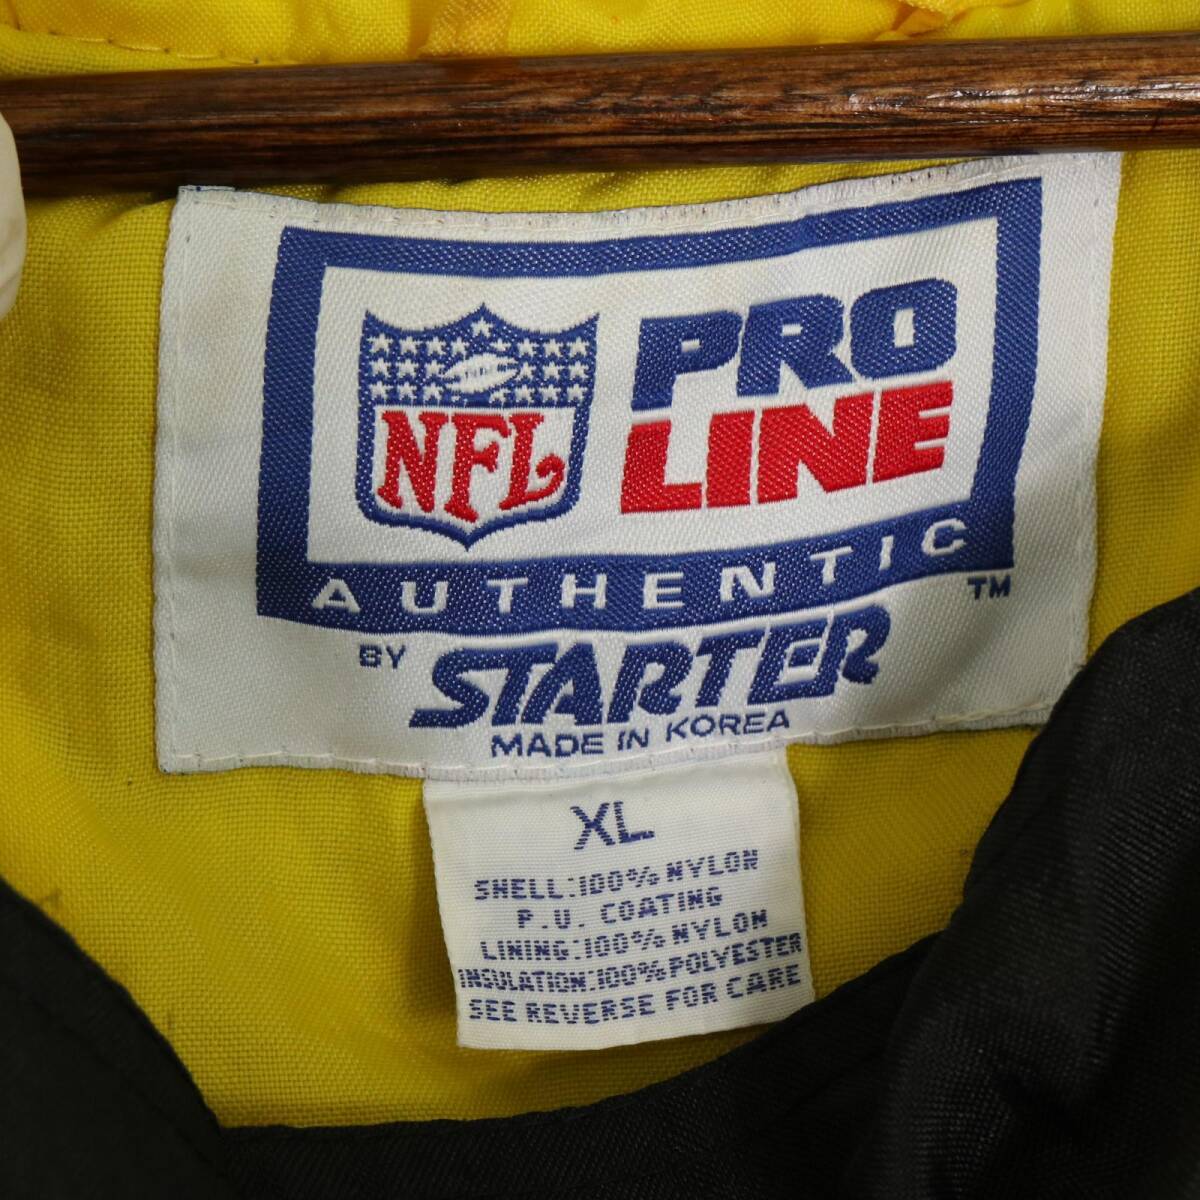 NFL
PRO
LINE
AUTHENTIC
TM
BY STARTER
MADE IN KOREA
XL
SHELL:100% NYLON
P.U. COATING
LINING:100% NYLON
INSULATION:100% POLYESTER
SEE REVERSE FOR CARE